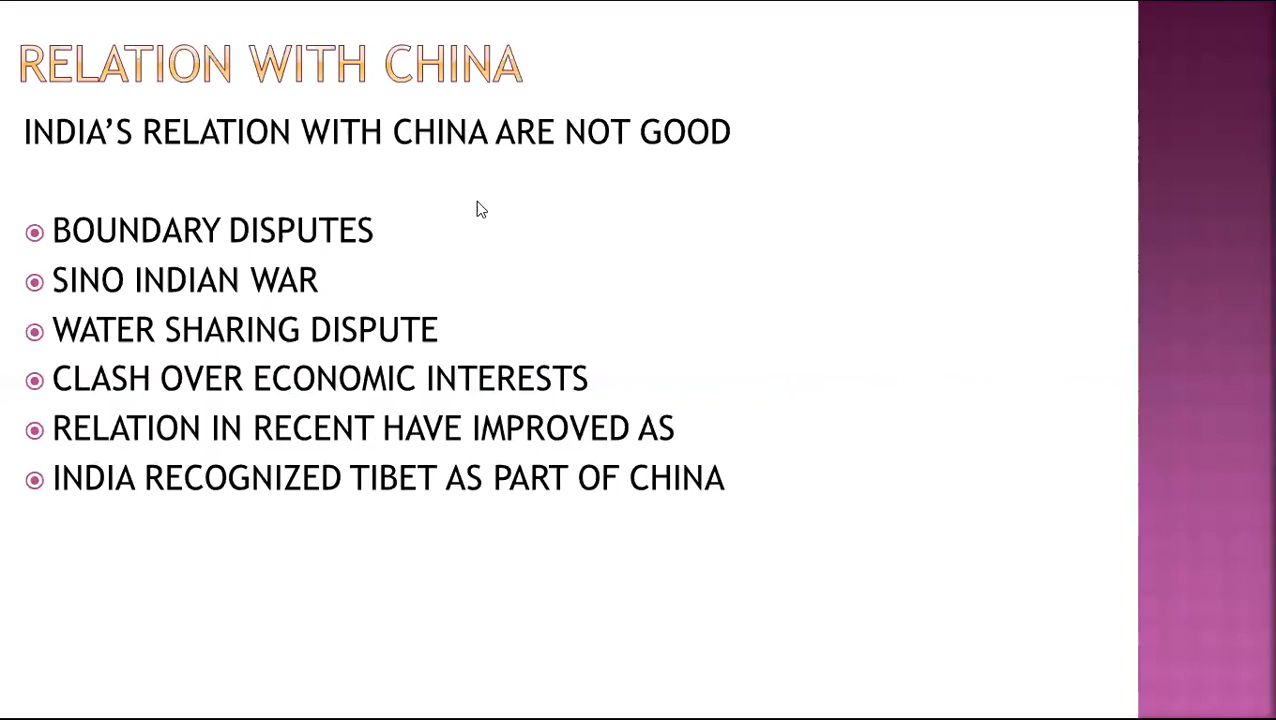 RELATION WITH CHINA
INDIA'S RELATION WITH CHINA ARE NOT GOOD
BOUNDARY DISPUTES
SINO INDIAN WAR
WATER SHARING DISPUTE
CLASH OVER ECONOMIC INTERESTS
RELATION IN RECENT HAVE IMPROVED AS
INDIA RECOGNIZED TIBET AS PART OF CHINA